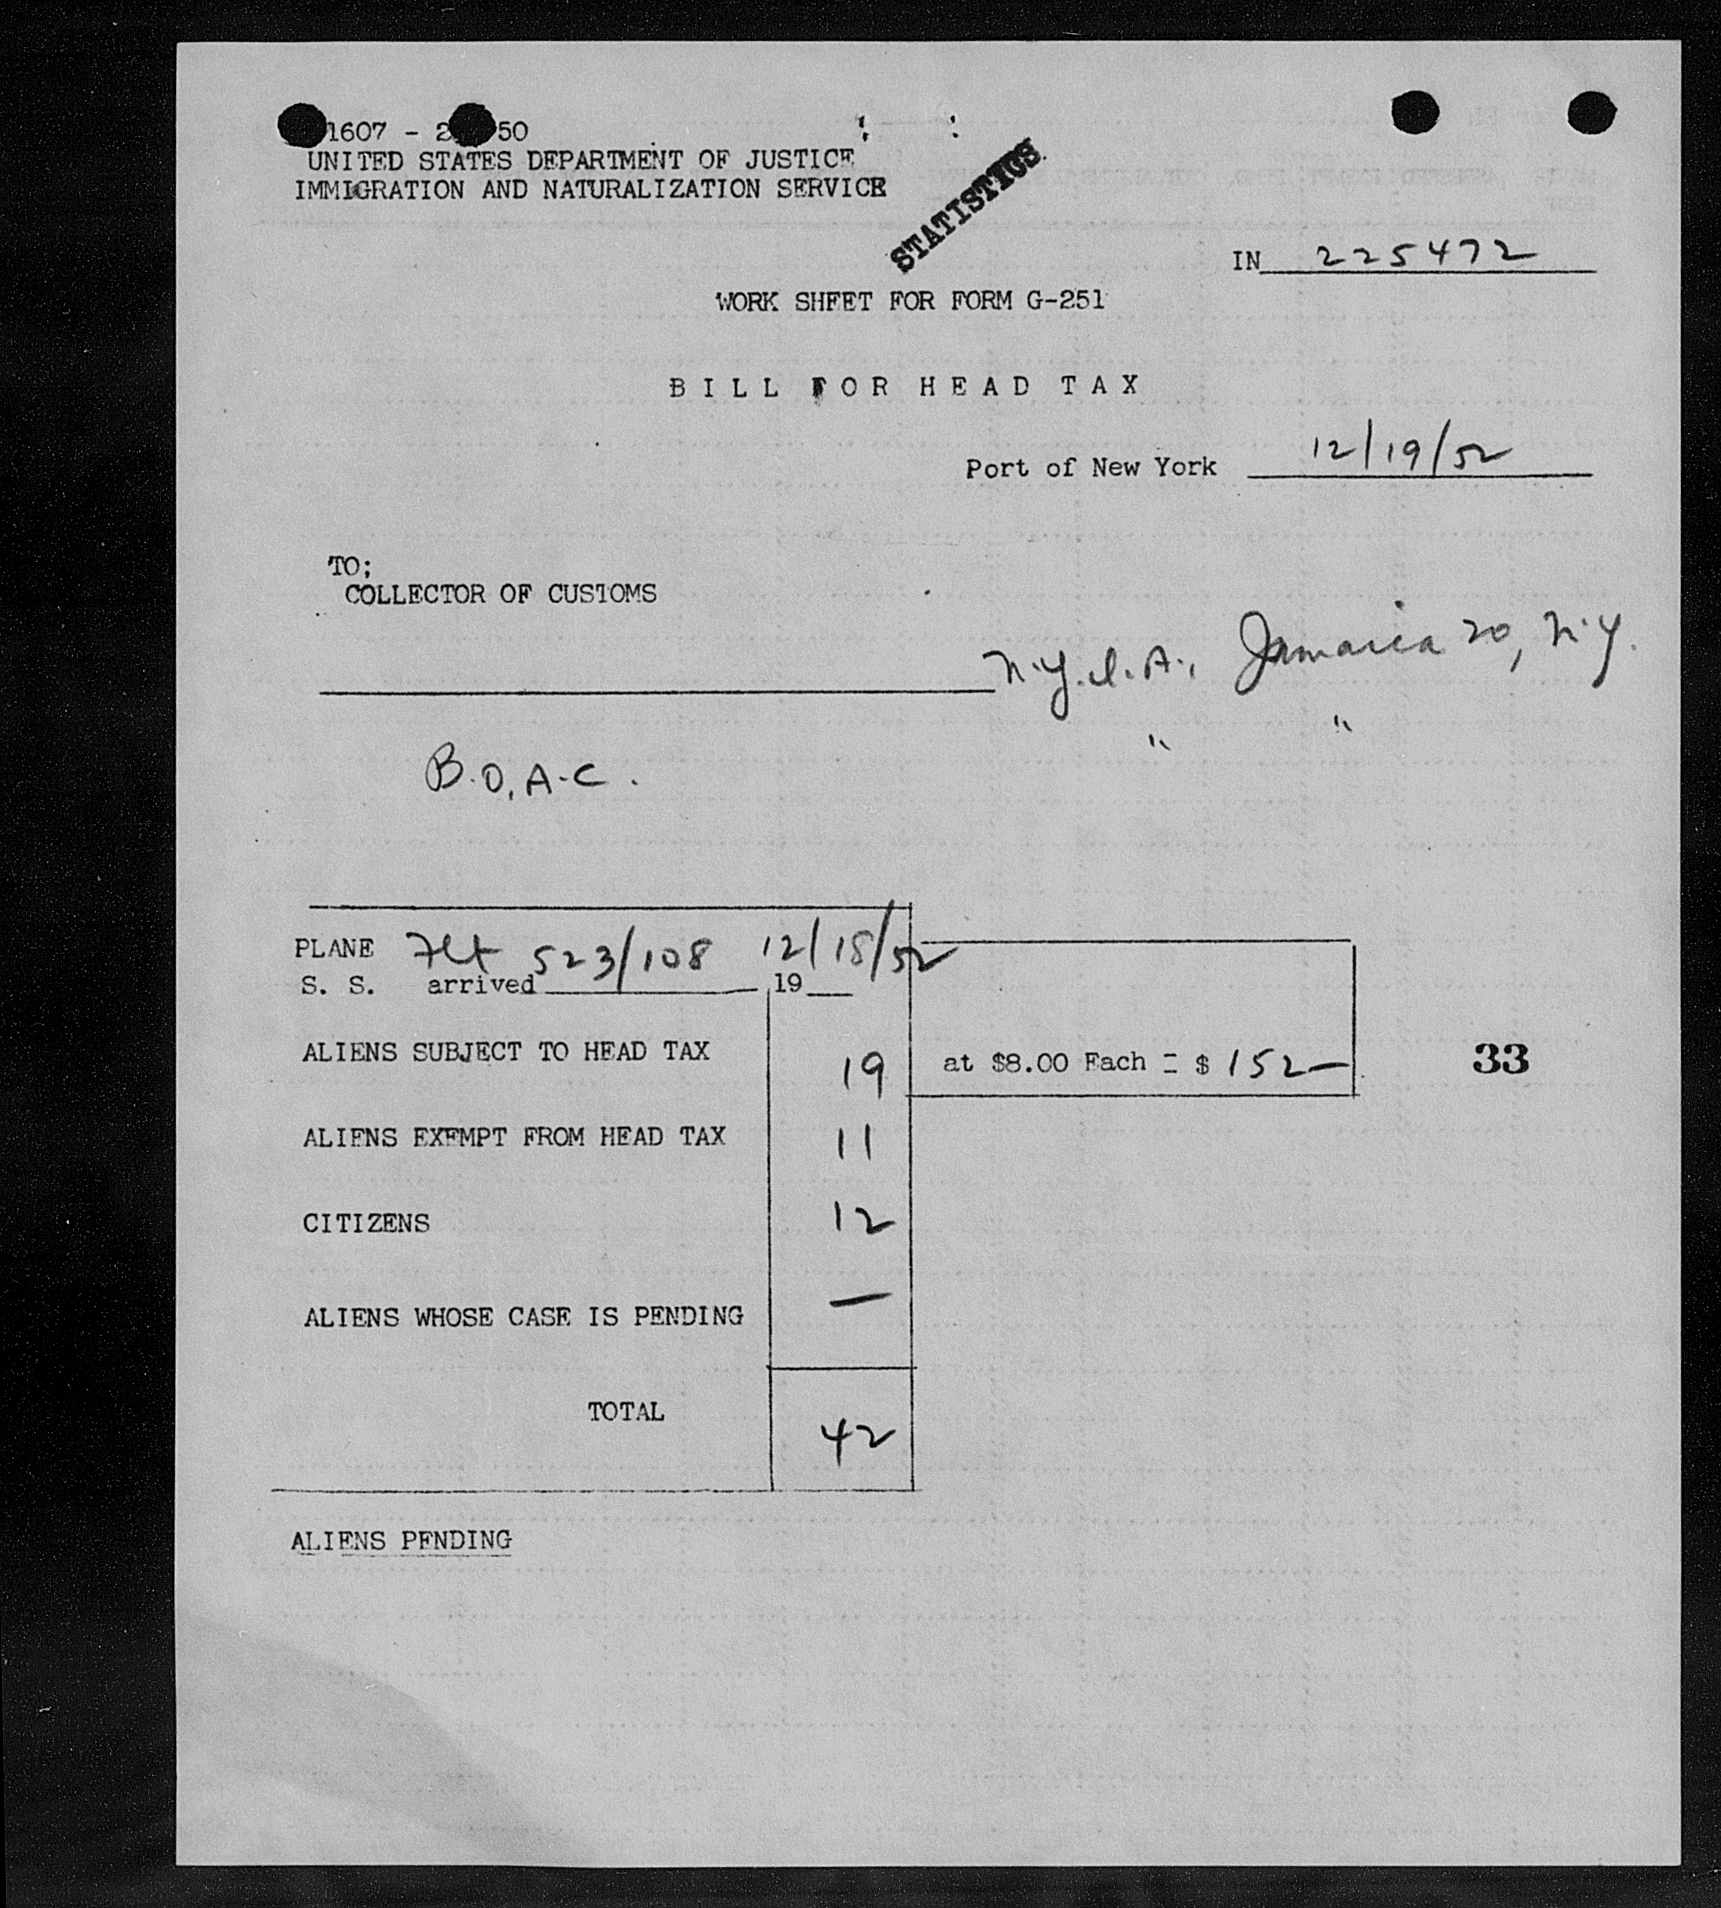 1607 - 2 50
UNITED STATES DEPARTMENT OF JUSTICE
IMMIGRATION AND NATURALIZATION SERVICE
STATISTICS
IN 225472
WORK SHEET FOR FORM G-251
BILL FOR HEAD TAX
Port of New York 12/19/52
TO;
COLLECTOR OF CUSTOMS
N.Y.I.A., Jamaica 20, N.Y.
" "
B.O.A.C.
PLANE Flt 523/108 12/18/52
S. S. arrived 19
ALIENS SUBJECT TO HEAD TAX 19 at $8.00 Each = $ 152— 33
ALIENS EXEMPT FROM HEAD TAX 11
CITIZENS 12
ALIENS WHOSE CASE IS PENDING —
TOTAL 42
ALIENS PENDING